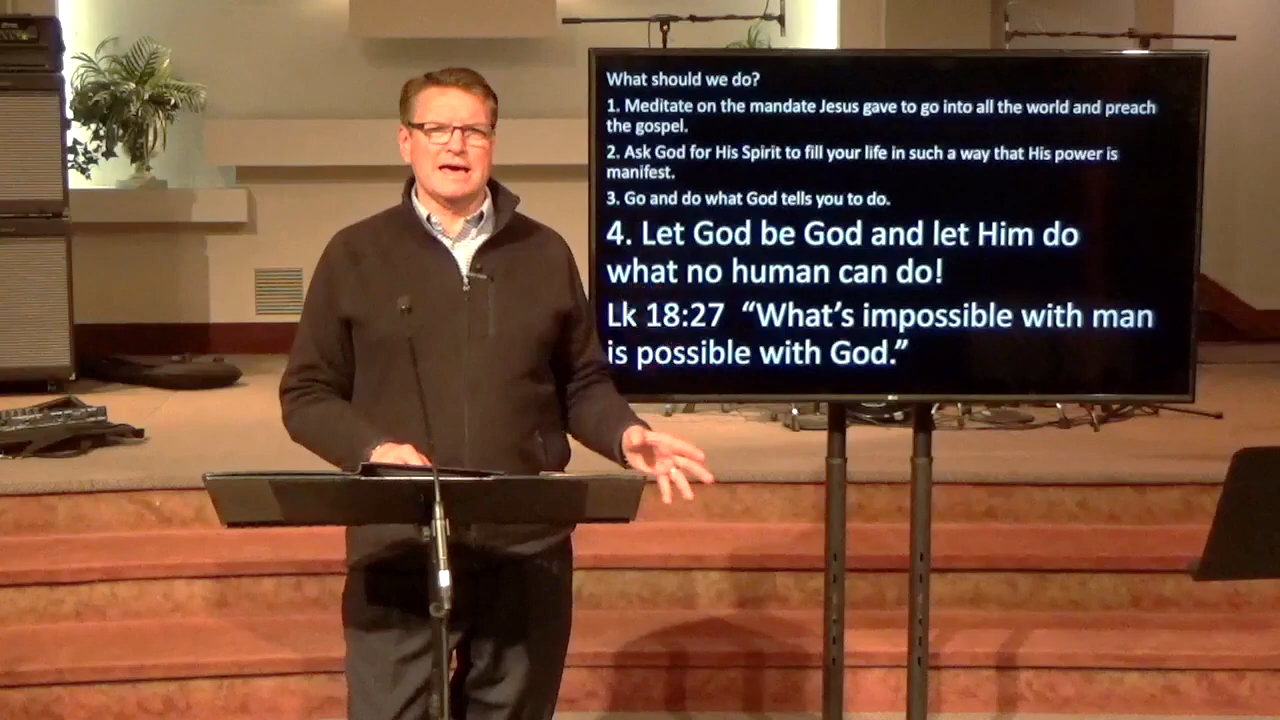 What should we do?
1. Meditate on the mandate Jesus gave to go into all the world and preach
the gospel.
2. Ask God for His Spirit to fill your life in such a way that His power is
manifest.
3. Go and do what God tells you to do.
4. Let God be God and let Him do
what no human can do!
Lk 18:27 “What’s impossible with man
is possible with God.”